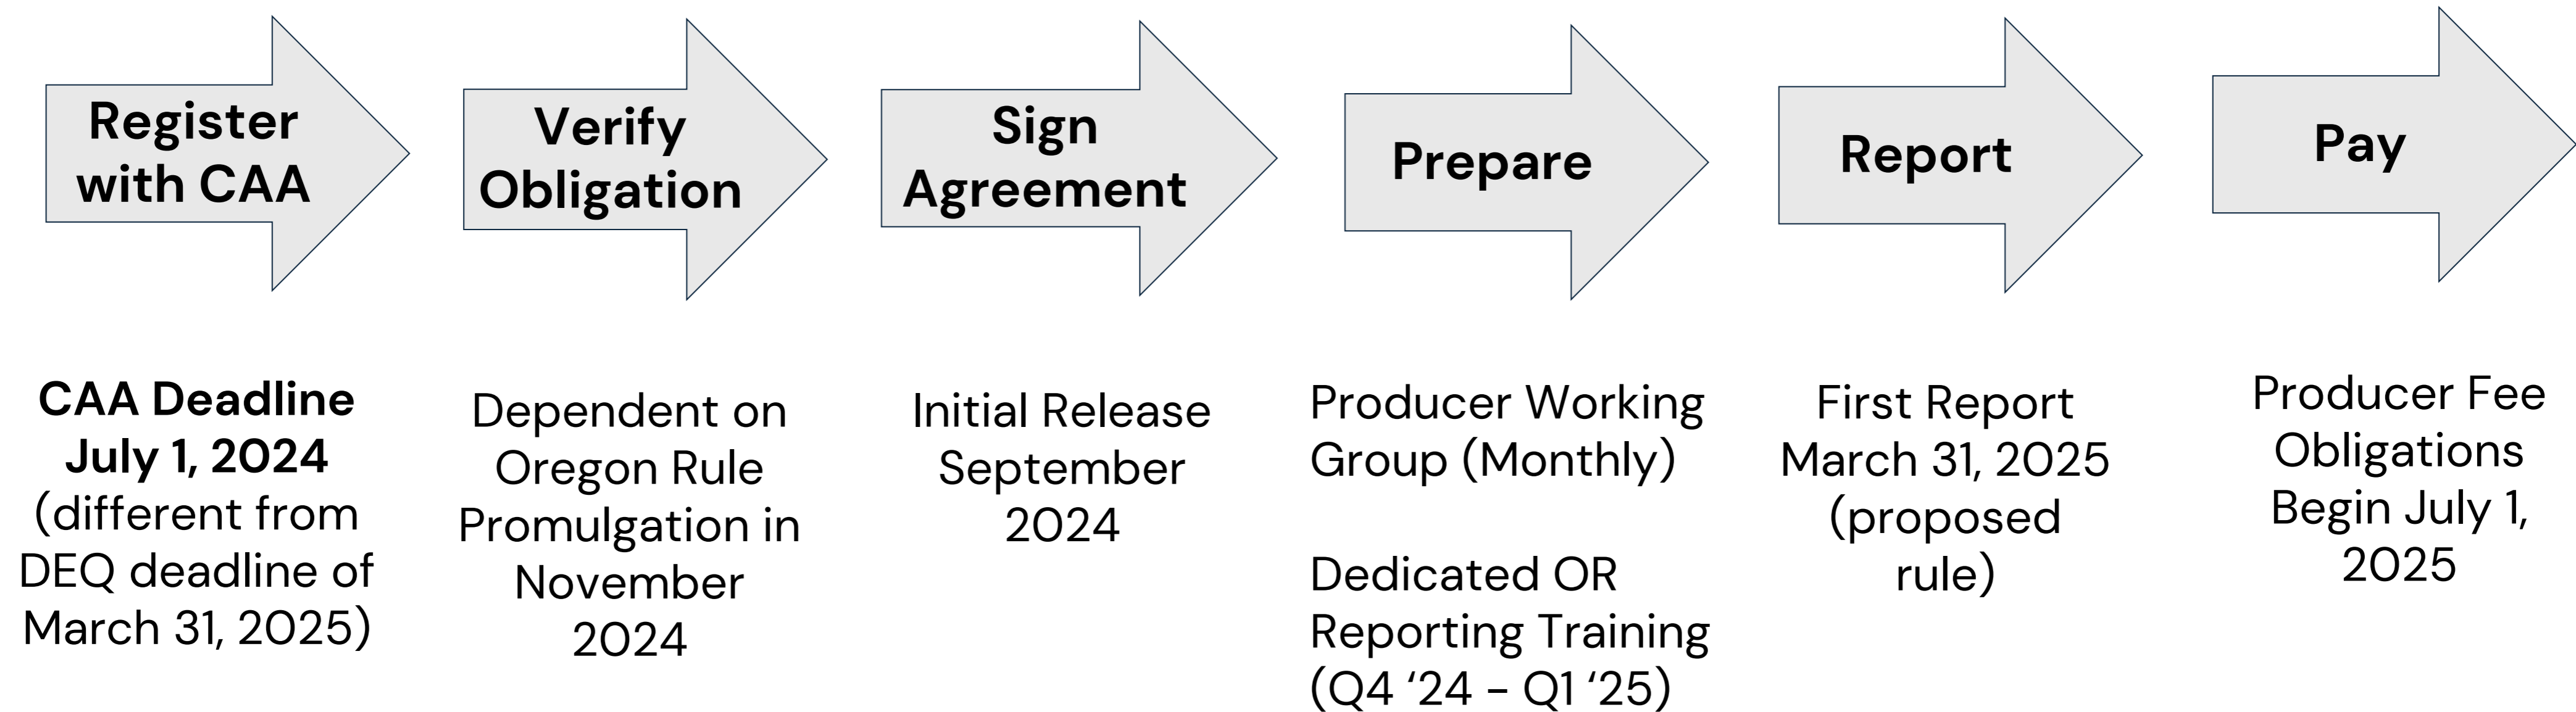 Register
with CAA
Verify
Obligation
Sign
Agreement
Prepare
Report
Pay
CAA Deadline
July 1, 2024
(different from
DEQ deadline of
March 31, 2025)
Dependent on
Oregon Rule
Promulgation in
November
2024
Initial Release
September
2024
Producer Working
Group (Monthly)
Dedicated OR
Reporting Training
(Q4 ‘24 – Q1 ‘25)
First Report
March 31, 2025
(proposed
rule)
Producer Fee
Obligations
Begin July 1,
2025